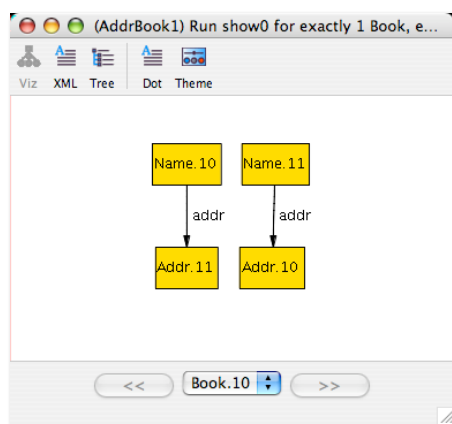 (AddrBook1) Run show0 for exactly 1 Book, e...
Viz XML Tree Dot Theme
Name.10 Name.11
addr addr
Addr.11 Addr.10
<< Book.10 >>